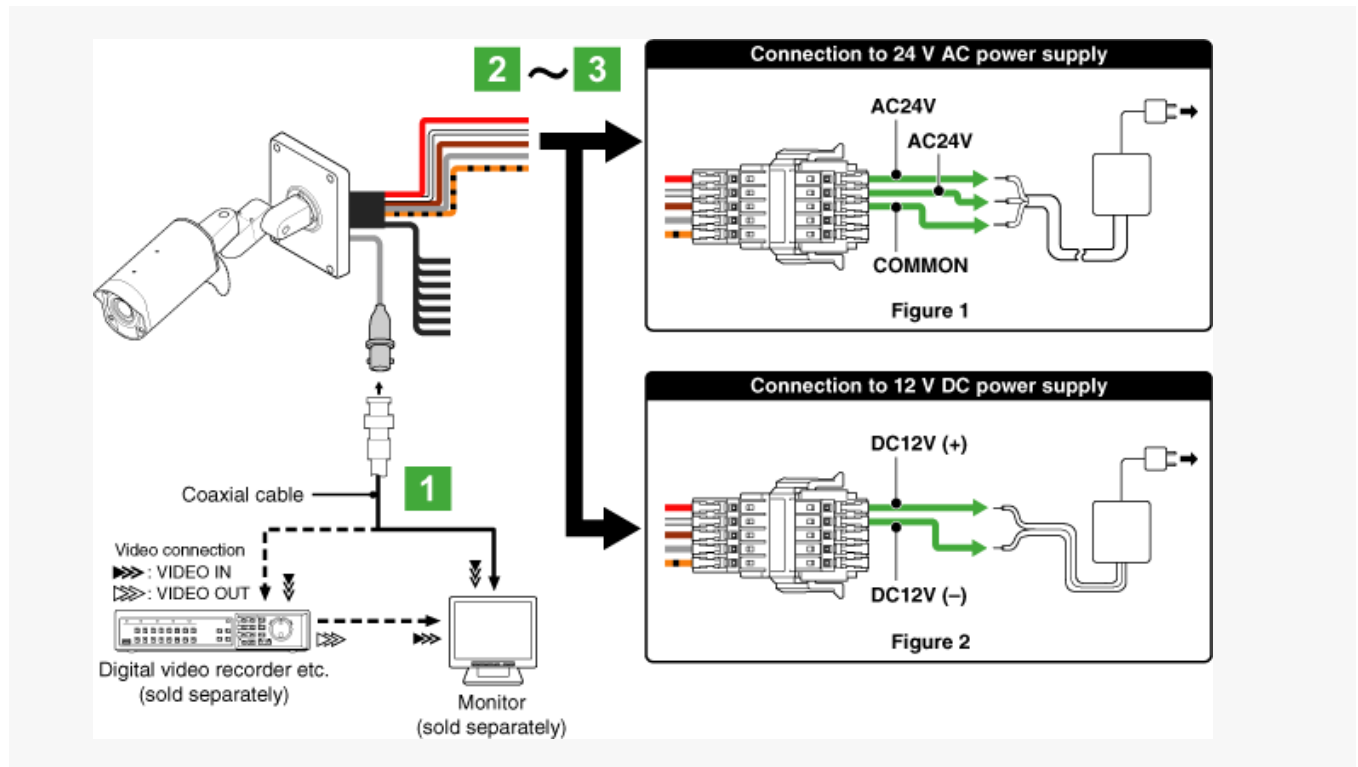 2 ~ 3
Connection to 24 V AC power supply
AC24V
AC24V
COMMON
Figure 1
Connection to 12 V DC power supply
DC12V (+)
DC12V (–)
Figure 2
1
Coaxial cable
Video connection
: VIDEO IN
: VIDEO OUT
Digital video recorder etc.
(sold separately)
Monitor
(sold separately)